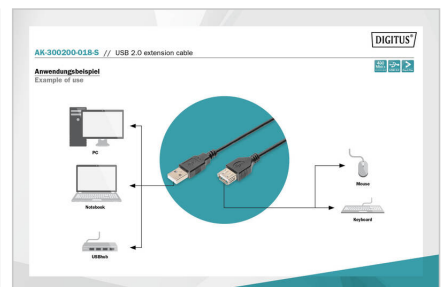 DIGITUS®
AK-300200-018-S // USB 2.0 extension cable
Anwendungsbeispiel
Example of use
PC
Notebook
USBhub
Mouse
Keyboard